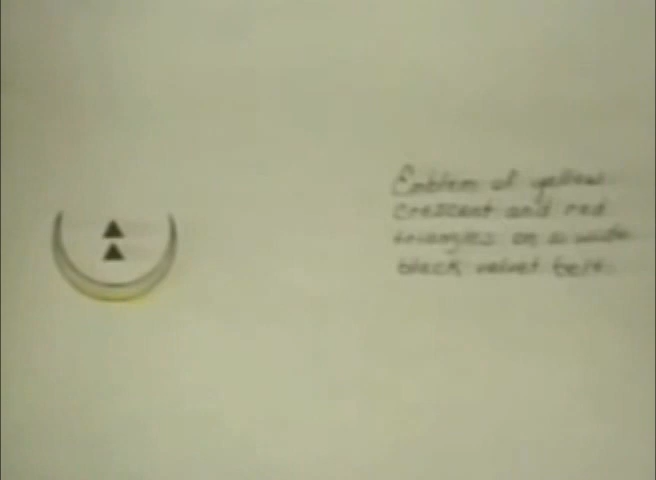 Emblem of yellow
crescent and red
triangles on a wide
black velvet belt.